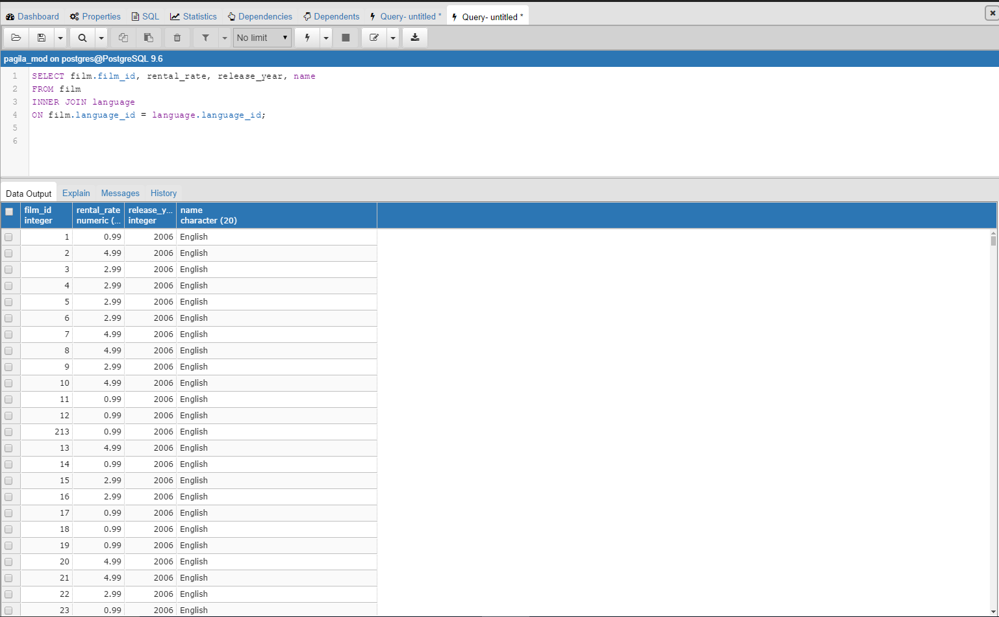 Dashboard Properties SQL Statistics Dependencies Dependents Query- untitled * Query- untitled *
No limit
pagila_mod on postgres@PostgreSQL 9.6
1 SELECT film.film_id, rental_rate, release_year, name
2 FROM film
3 INNER JOIN language
4 ON film.language_id = language.language_id;
5
6
Data Output Explain Messages History
film_id rental_rate release_y... name
integer numeric (... integer character (20)
1 0.99 2006 English
2 4.99 2006 English
3 2.99 2006 English
4 2.99 2006 English
5 2.99 2006 English
6 2.99 2006 English
7 4.99 2006 English
8 4.99 2006 English
9 2.99 2006 English
10 4.99 2006 English
11 0.99 2006 English
12 0.99 2006 English
213 0.99 2006 English
13 4.99 2006 English
14 0.99 2006 English
15 2.99 2006 English
16 2.99 2006 English
17 0.99 2006 English
18 0.99 2006 English
19 0.99 2006 English
20 4.99 2006 English
21 4.99 2006 English
22 2.99 2006 English
23 0.99 2006 English